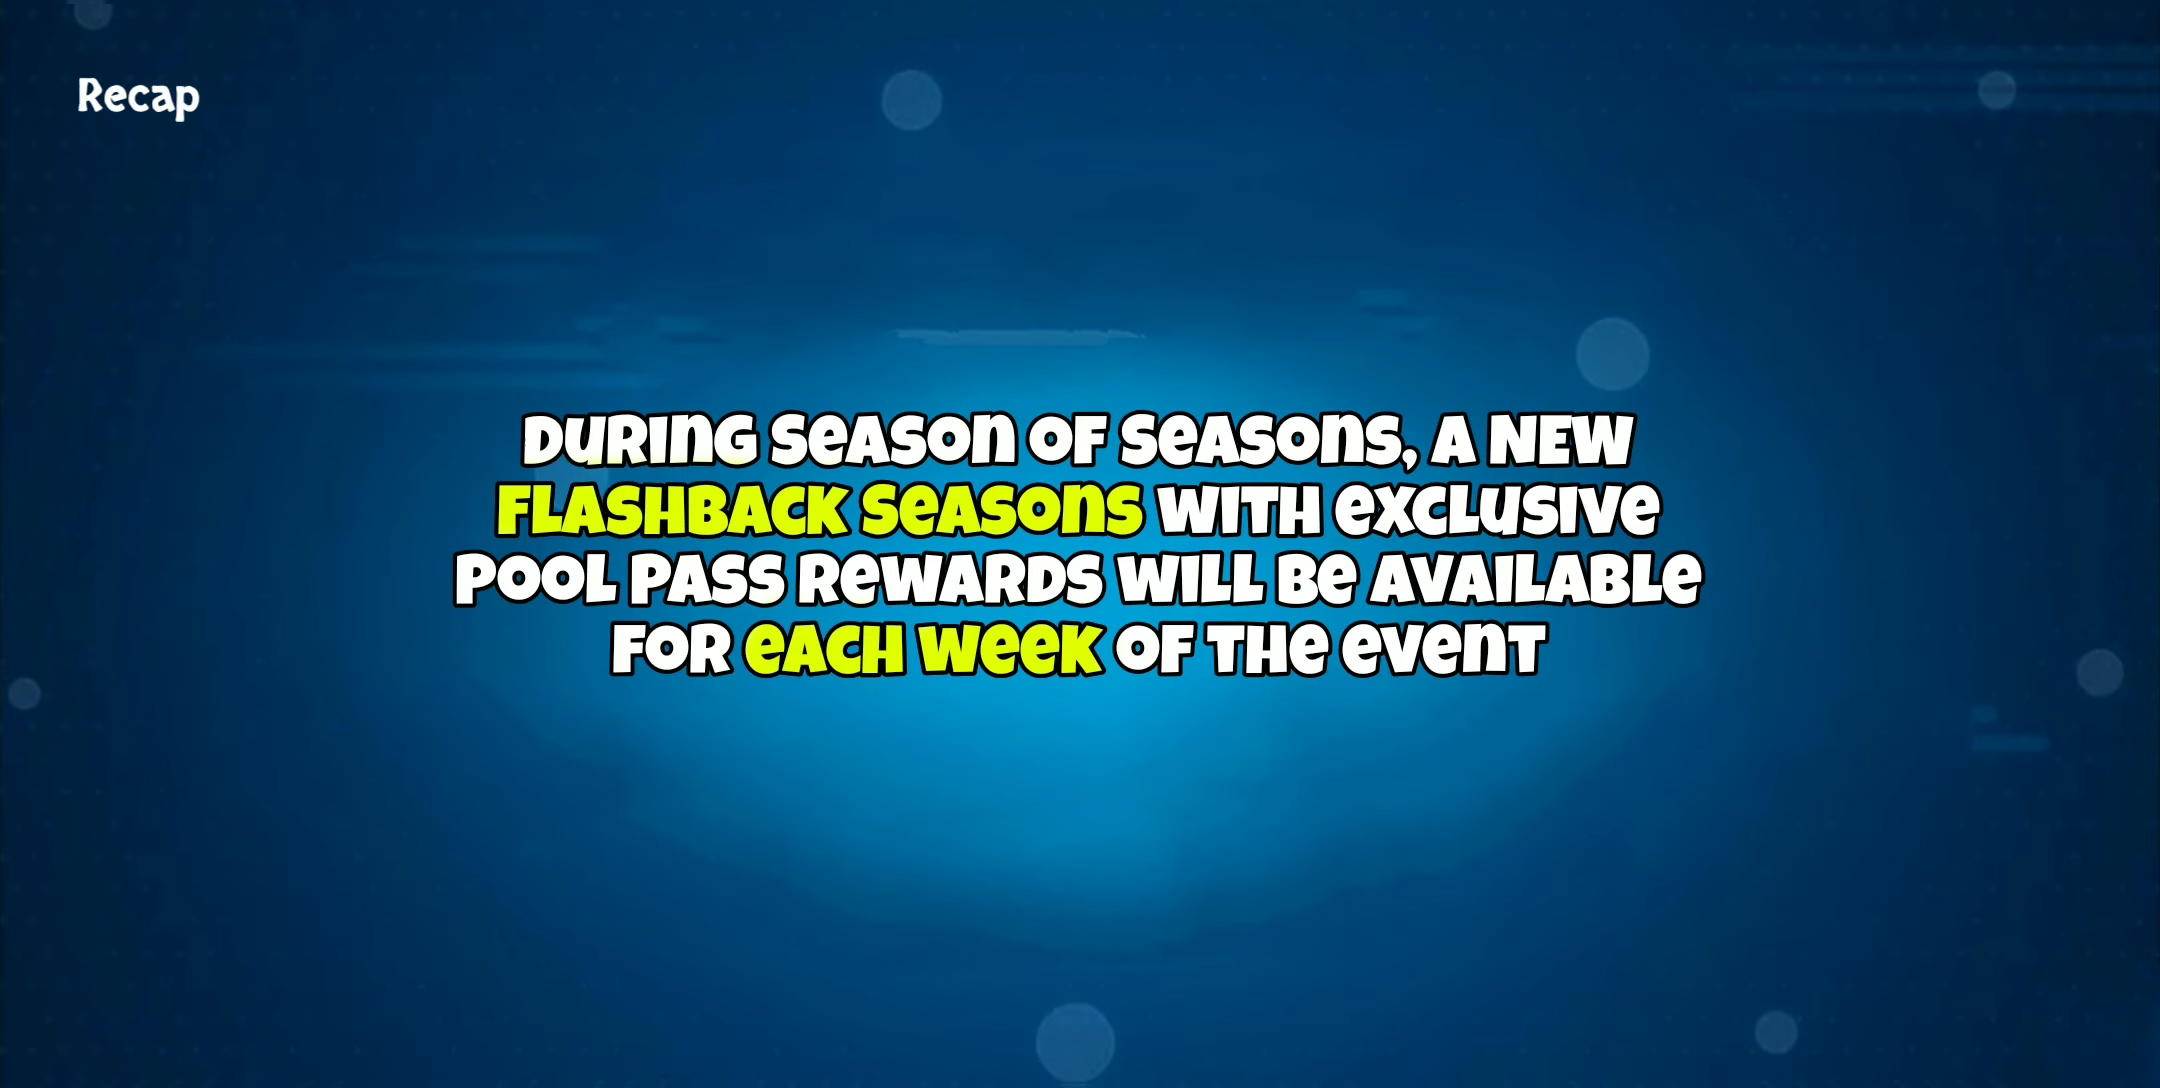 Recap
DURING SEASON OF SEASONS, A NEW
FLASHBACK SEASONS WITH EXCLUSIVE
POOL PASS REWARDS WILL BE AVAILABLE
FOR EACH WEEK OF THE EVENT